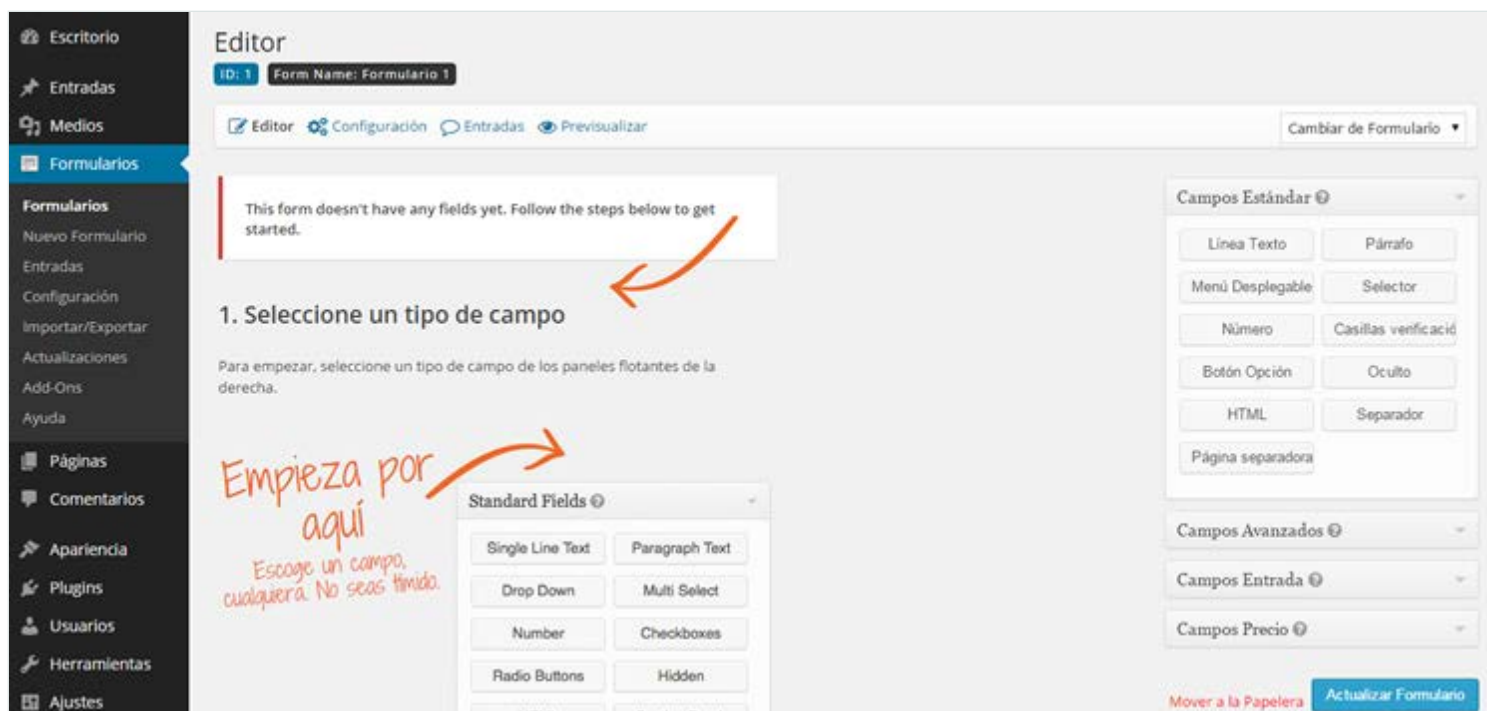 Escritorio
Entradas
Medios
Formularios
Formularios
Nuevo Formulario
Entradas
Configuración
Importar/Exportar
Actualizaciones
Add-Ons
Ayuda
Páginas
Comentarios
Apariencia
Plugins
Usuarios
Herramientas
Ajustes
Editor
ID: 1 Form Name: Formulario 1
Editor Configuración Entradas Previsualizar
Cambiar de Formulario
This form doesn't have any fields yet. Follow the steps below to get
started.
1. Seleccione un tipo de campo
Para empezar, seleccione un tipo de campo de los paneles flotantes de la
derecha.
Empieza por
aquí
Escoge un campo,
cualquiera. No seas tímido.
Standard Fields
Single Line Text Paragraph Text
Drop Down Multi Select
Number Checkboxes
Radio Buttons Hidden
Campos Estándar
Línea Texto Párrafo
Menú Desplegable Selector
Número Casillas verificació
Botón Opción Oculto
HTML Separador
Página separadora
Campos Avanzados
Campos Entrada
Campos Precio
Mover a la Papelera Actualizar Formulario